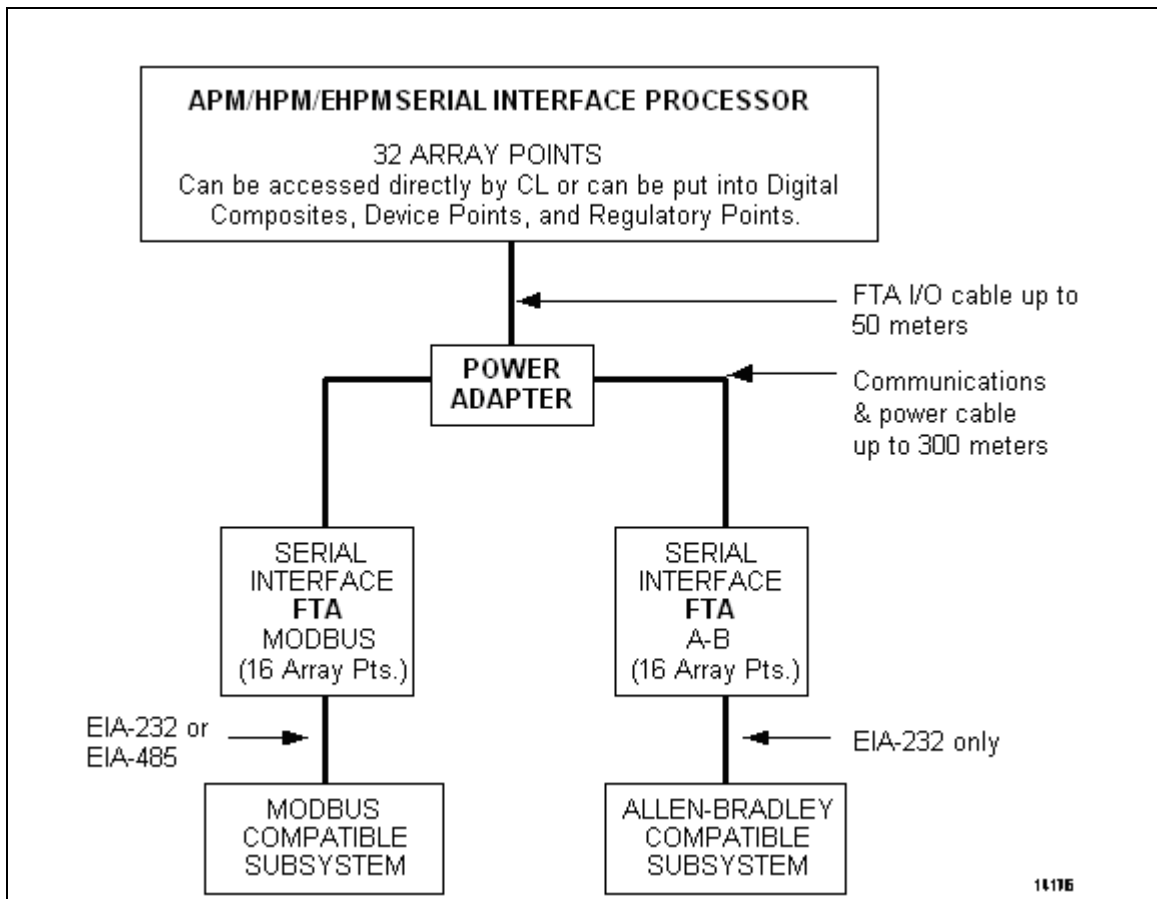 APM/HPM/EHPM SERIAL INTERFACE PROCESSOR
32 ARRAY POINTS
Can be accessed directly by CL or can be put into Digital
Composites, Device Points, and Regulatory Points.
FTA I/O cable up to
50 meters
POWER
ADAPTER
Communications
& power cable
up to 300 meters
SERIAL
INTERFACE
FTA
MODBUS
(16 Array Pts.)
SERIAL
INTERFACE
FTA
A-B
(16 Array Pts.)
EIA-232 or
EIA-485
EIA-232 only
MODBUS
COMPATIBLE
SUBSYSTEM
ALLEN-BRADLEY
COMPATIBLE
SUBSYSTEM